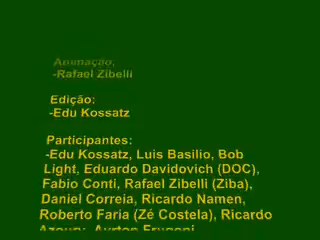 Animação,
-Rafael Zibelli
Edição:
-Edu Kossatz
Participantes:
-Edu Kossatz, Luis Basilio, Bob
Light, Eduardo Davidovich (DOC),
Fabio Conti, Rafael Zibelli (Ziba),
Daniel Correia, Ricardo Namen,
Roberto Faria (Zé Costela), Ricardo